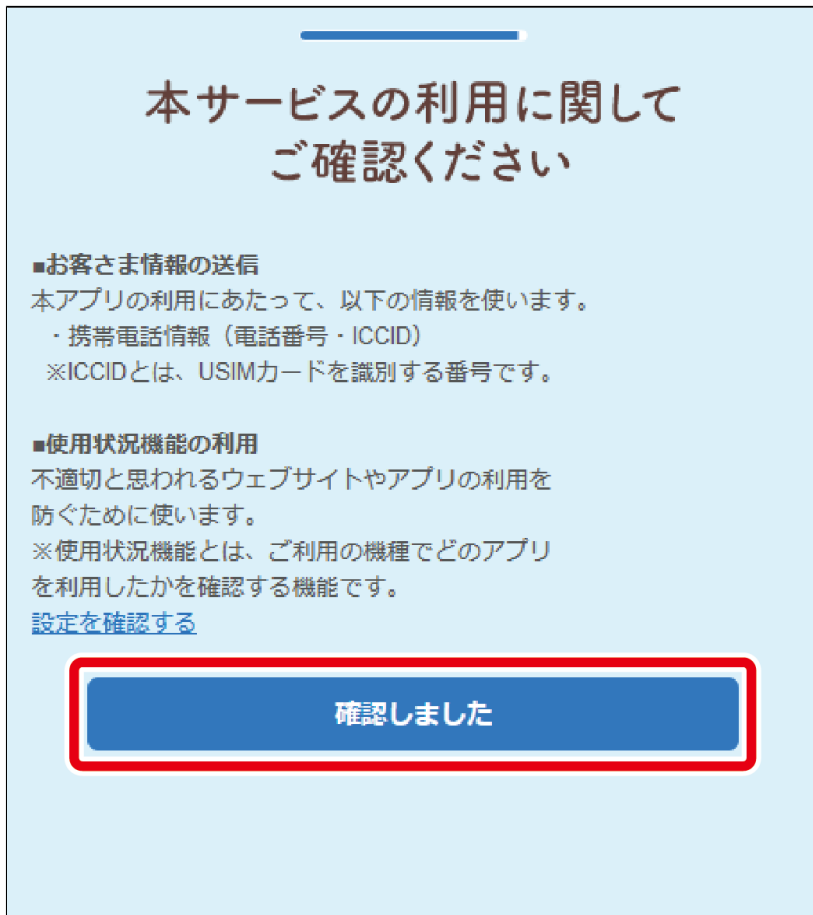 本サービスの利用に関して
ご確認ください
■お客さま情報の送信
本アプリの利用にあたって、以下の情報を使います。
・携帯電話情報（電話番号・ICCID）
※ICCIDとは、USIMカードを識別する番号です。
■使用状況機能の利用
不適切と思われるウェブサイトやアプリの利用を
防ぐために使います。
※使用状況機能とは、ご利用の機種でどのアプリ
を利用したかを確認する機能です。
設定を確認する
確認しました